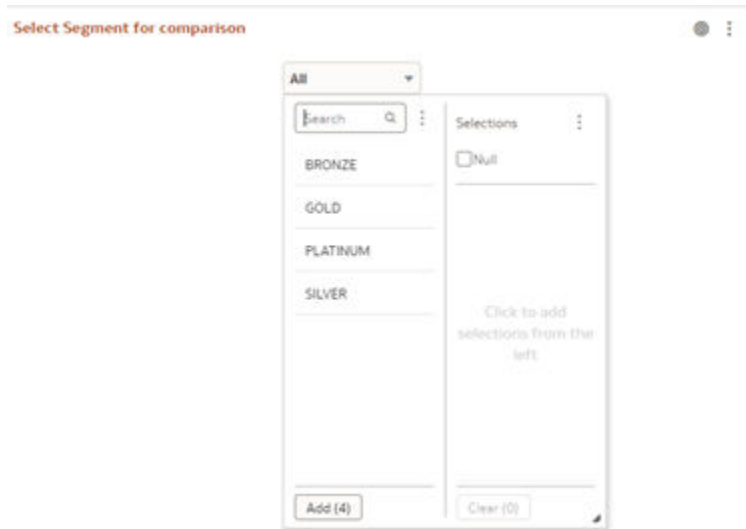 Select Segment for comparison
All
Search
BRONZE
GOLD
PLATINUM
SILVER
Add (4)
Selections
Null
Click to add
selections from the
left
Clear (0)